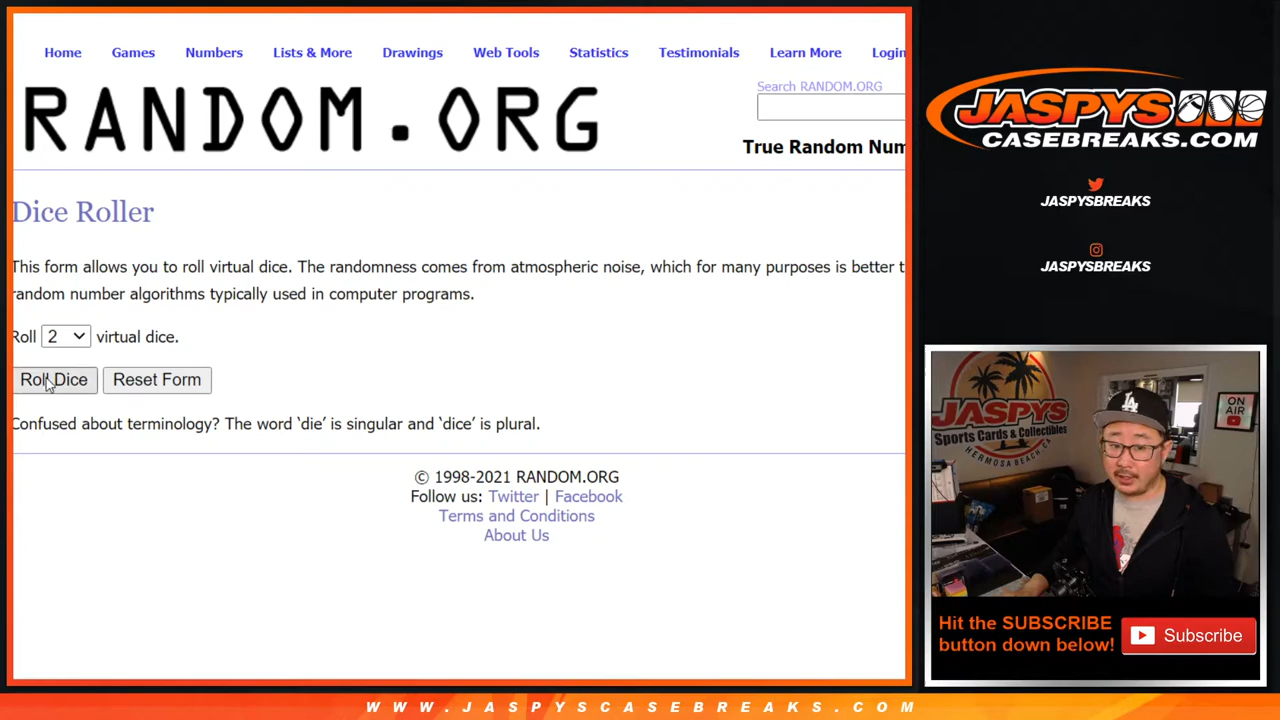 Home Games Numbers Lists & More Drawings Web Tools Statistics Testimonials Learn More Login
RANDOM.ORG
Search RANDOM.ORG
True Random Num
Dice Roller
This form allows you to roll virtual dice. The randomness comes from atmospheric noise, which for many purposes is better t
random number algorithms typically used in computer programs.
Roll 2 virtual dice.
Roll Dice Reset Form
Confused about terminology? The word ‘die’ is singular and ‘dice’ is plural.
© 1998-2021 RANDOM.ORG
Follow us: Twitter | Facebook
Terms and Conditions
About Us
JASPYS
CASEBREAKS.COM
JASPYSBREAKS
JASPYSBREAKS
JASPYS
Sports Cards & Collectibles
HERMOSA BEACH, CA
ON
AIR
LA
Hit the SUBSCRIBE
button down below!
Subscribe
WWW.JASPYSCASEBREAKS.COM